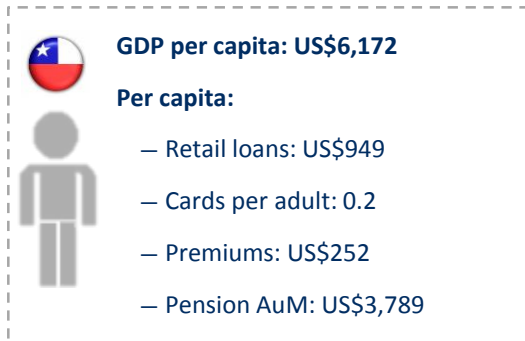 GDP per capita: US$6,172
Per capita:
— Retail loans: US$949
— Cards per adult: 0.2
— Premiums: US$252
— Pension AuM: US$3,789